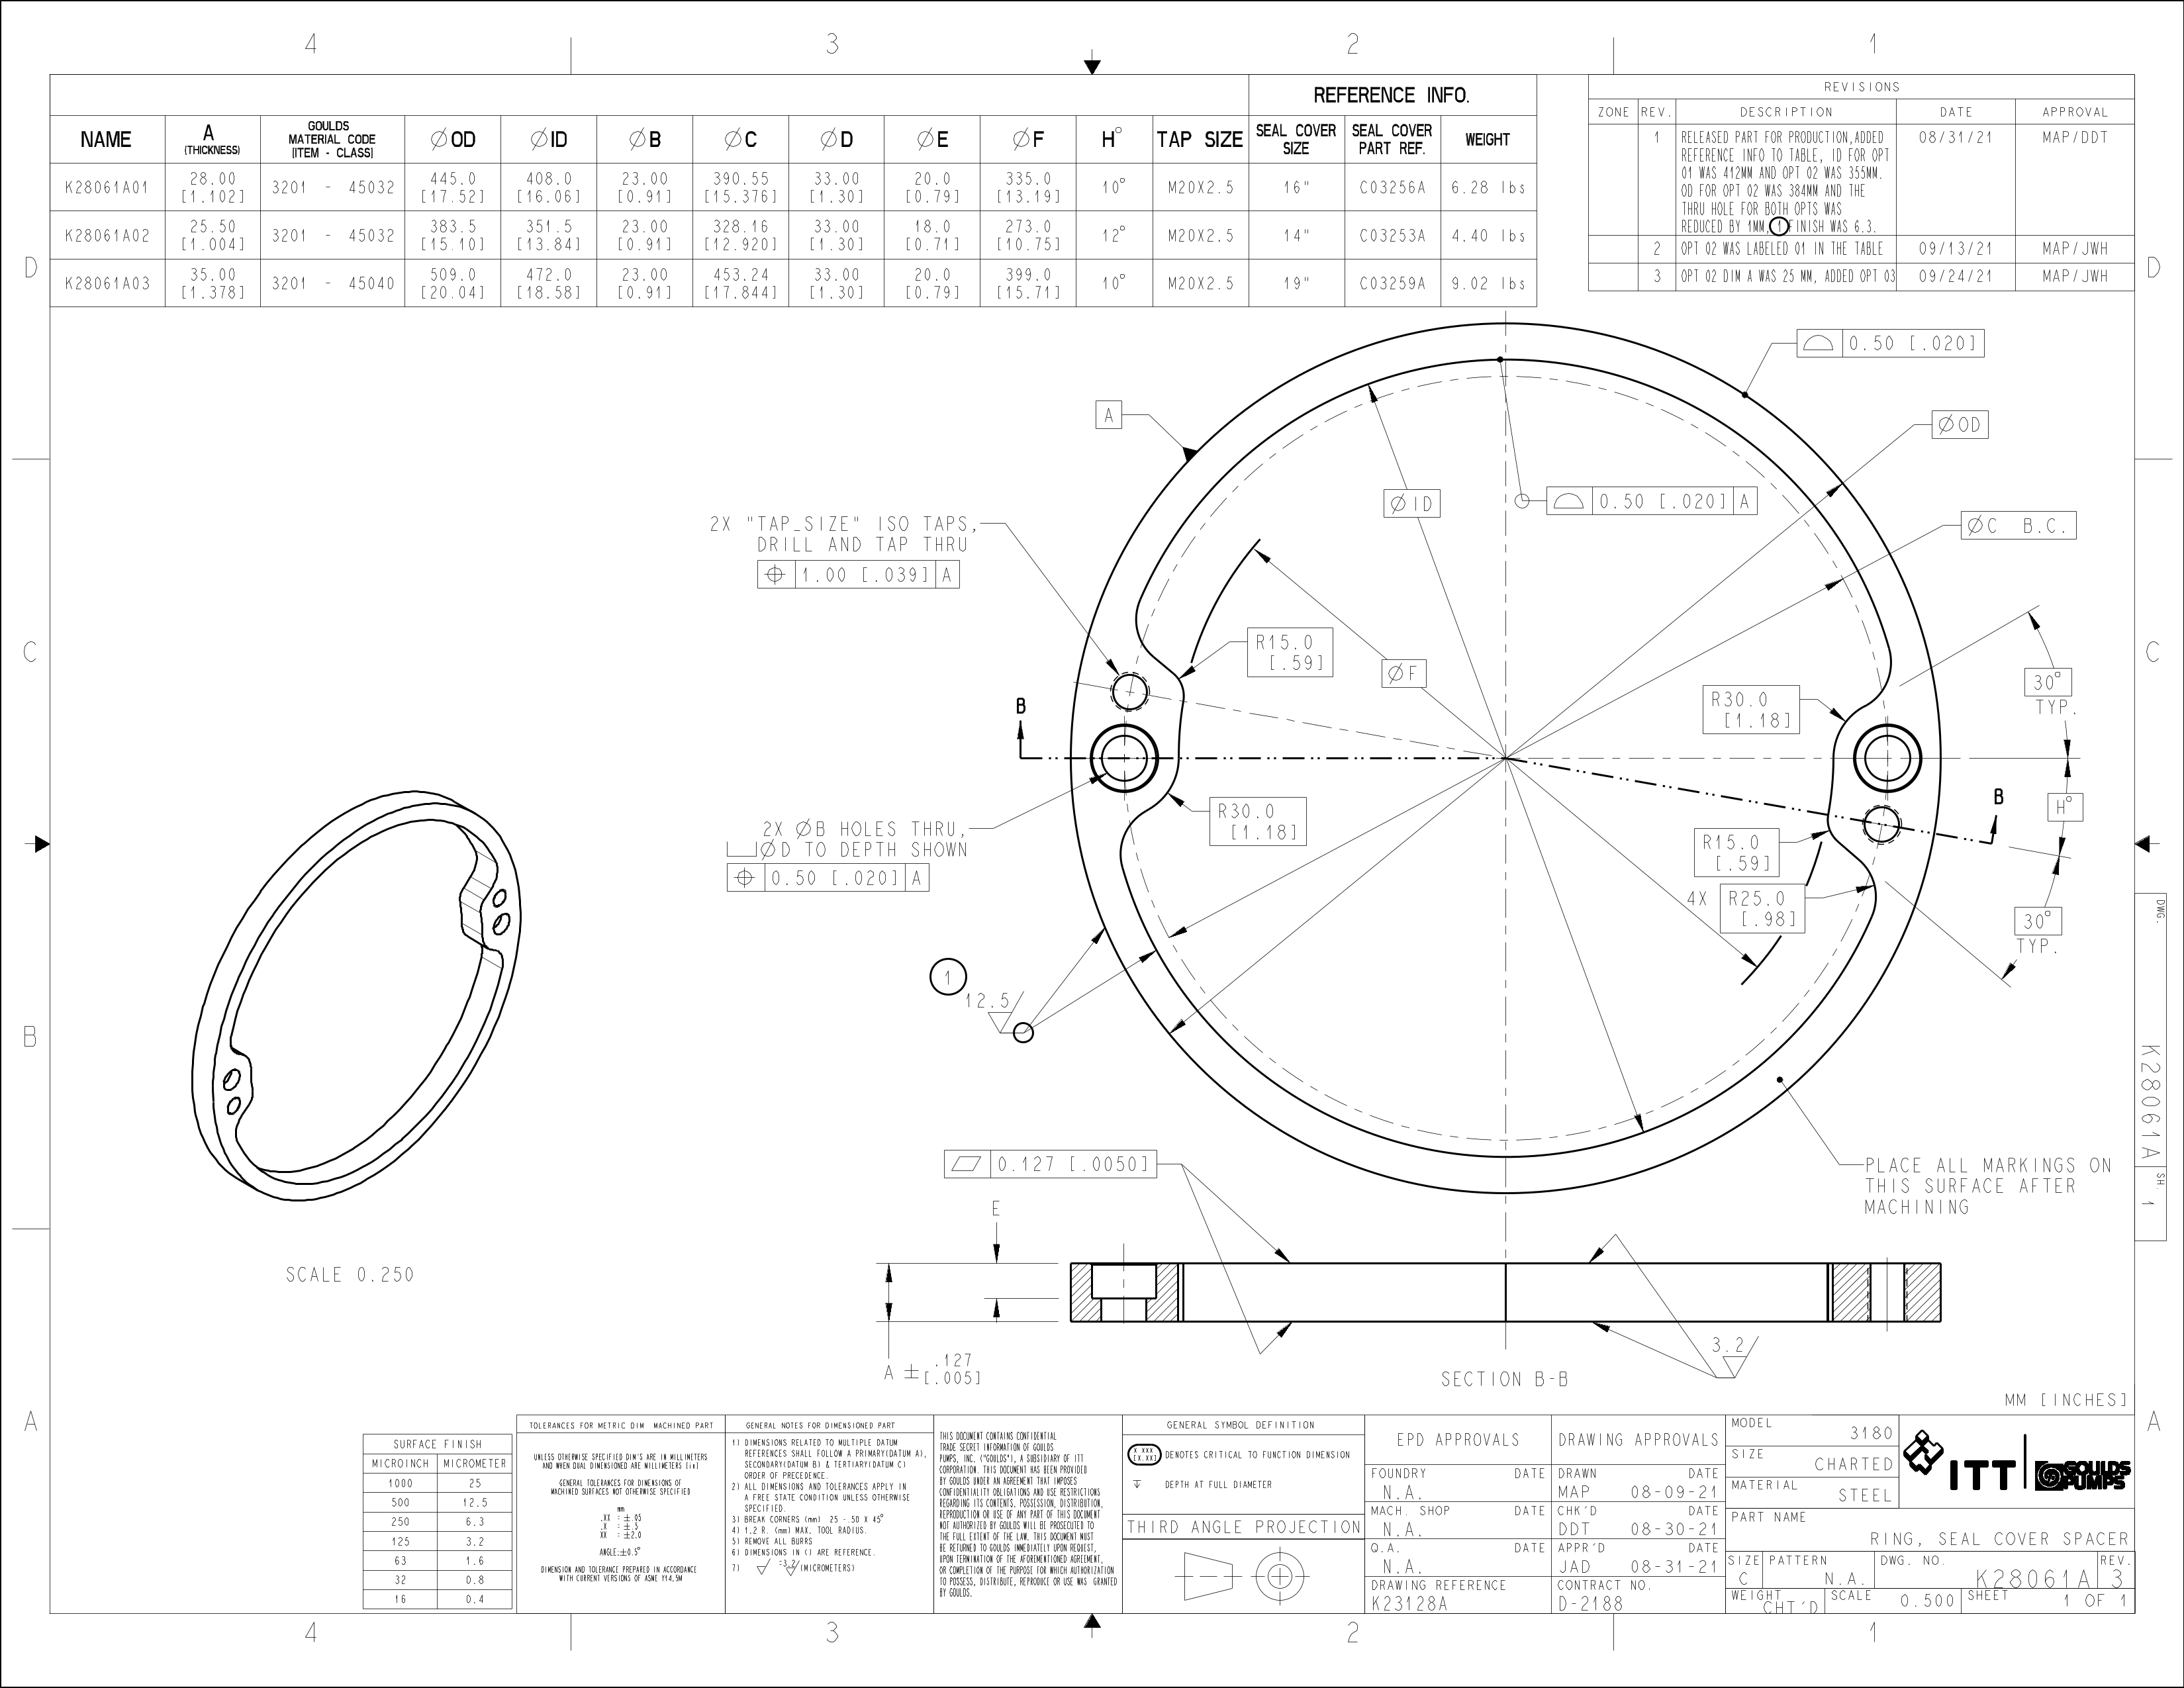 4 3 2 1
REFERENCE INFO.
NAME A (THICKNESS) GOULDS MATERIAL CODE [ITEM - CLASS] ∅OD ∅ID ∅B ∅C ∅D ∅E ∅F H° TAP SIZE SEAL COVER SIZE SEAL COVER PART REF. WEIGHT
K28061A01 28.00 [1.102] 3201 - 45032 445.0 [17.52] 408.0 [16.06] 23.00 [0.91] 390.55 [15.376] 33.00 [1.30] 20.0 [0.79] 335.0 [13.19] 10° M20X2.5 16" C03256A 6.28 lbs
K28061A02 25.50 [1.004] 3201 - 45032 383.5 [15.10] 351.5 [13.84] 23.00 [0.91] 328.16 [12.920] 33.00 [1.30] 18.0 [0.71] 273.0 [10.75] 12° M20X2.5 14" C03253A 4.40 lbs
K28061A03 35.00 [1.378] 3201 - 45040 509.0 [20.04] 472.0 [18.58] 23.00 [0.91] 453.24 [17.844] 33.00 [1.30] 20.0 [0.79] 399.0 [15.71] 10° M20X2.5 19" C03259A 9.02 lbs
REVISIONS
ZONE REV. DESCRIPTION DATE APPROVAL
1 RELEASED PART FOR PRODUCTION,ADDED 08/31/21 MAP/DDT
REFERENCE INFO TO TABLE, ID FOR OPT
01 WAS 412MM AND OPT 02 WAS 355MM.
OD FOR OPT 02 WAS 384MM AND THE
THRU HOLE FOR BOTH OPTS WAS
REDUCED BY 1MM, 1 FINISH WAS 6.3.
2 OPT 02 WAS LABELED 01 IN THE TABLE 09/13/21 MAP/JWH
3 OPT 02 DIM A WAS 25 MM, ADDED OPT 03 09/24/21 MAP/JWH
D D
0.50 [.020]
A
∅OD
∅ID
0.50 [.020] A
∅C B.C.
2X "TAP_SIZE" ISO TAPS,
DRILL AND TAP THRU
1.00 [.039] A
C C
R15.0
[.59]
∅F
30°
TYP.
R30.0
[1.18]
B
B
H°
R30.0
[1.18]
2X ∅B HOLES THRU,
∅D TO DEPTH SHOWN
0.50 [.020] A
R15.0
[.59]
4X R25.0
[.98]
30°
TYP.
DWG.
K28061A
SH.
1
1
12.5
B B
0.127 [.0050]
PLACE ALL MARKINGS ON
THIS SURFACE AFTER
MACHINING
E
SCALE 0.250
A ± .127
[.005]
3.2
SECTION B-B
MM [INCHES]
A A
SURFACE FINISH
MICROINCH MICROMETER
1000 25
500 12.5
250 6.3
125 3.2
63 1.6
32 0.8
16 0.4
TOLERANCES FOR METRIC DIM MACHINED PART
UNLESS OTHERWISE SPECIFIED DIM'S ARE IN MILLIMETERS
AND WHEN DUAL DIMENSIONED ARE MILLIMETERS [in]
GENERAL TOLERANCES FOR DIMENSIONS OF
MACHINED SURFACES NOT OTHERWISE SPECIFIED
mm
.XX : ±.05
.X : ±.5
XX : ±2.0
ANGLE:±0.5°
DIMENSION AND TOLERANCE PREPARED IN ACCORDANCE
WITH CURRENT VERSIONS OF ASME Y14.5M
GENERAL NOTES FOR DIMENSIONED PART
1) DIMENSIONS RELATED TO MULTIPLE DATUM
REFERENCES SHALL FOLLOW A PRIMARY(DATUM A),
SECONDARY(DATUM B) & TERTIARY(DATUM C)
ORDER OF PRECEDENCE.
2) ALL DIMENSIONS AND TOLERANCES APPLY IN
A FREE STATE CONDITION UNLESS OTHERWISE
SPECIFIED.
3) BREAK CORNERS (mm) .25 -.50 X 45°
4) 1.2 R. (mm) MAX. TOOL RADIUS.
5) REMOVE ALL BURRS
6) DIMENSIONS IN () ARE REFERENCE.
7) = 3.2 (MICROMETERS)
THIS DOCUMENT CONTAINS CONFIDENTIAL
TRADE SECRET INFORMATION OF GOULDS
PUMPS, INC. ("GOULDS"), A SUBSIDIARY OF ITT
CORPORATION. THIS DOCUMENT HAS BEEN PROVIDED
BY GOULDS UNDER AN AGREEMENT THAT IMPOSES
CONFIDENTIALITY OBLIGATIONS AND USE RESTRICTIONS
REGARDING ITS CONTENTS. POSSESSION, DISTRIBUTION,
REPRODUCTION OR USE OF ANY PART OF THIS DOCUMENT
NOT AUTHORIZED BY GOULDS WILL BE PROSECUTED TO
THE FULL EXTENT OF THE LAW. THIS DOCUMENT MUST
BE RETURNED TO GOULDS IMMEDIATELY UPON REQUEST,
UPON TERMINATION OF THE AFOREMENTIONED AGREEMENT,
OR COMPLETION OF THE PURPOSE FOR WHICH AUTHORIZATION
TO POSSESS, DISTRIBUTE, REPRODUCE OR USE WAS GRANTED
BY GOULDS.
GENERAL SYMBOL DEFINITION
X.XXX
[X.XX]
DENOTES CRITICAL TO FUNCTION DIMENSION
DEPTH AT FULL DIAMETER
THIRD ANGLE PROJECTION
EPD APPROVALS
FOUNDRY DATE
N.A.
MACH. SHOP DATE
N.A.
Q.A. DATE
N.A.
DRAWING REFERENCE
K23128A
DRAWING APPROVALS
DRAWN DATE
MAP 08-09-21
CHK'D DATE
DDT 08-30-21
APPR'D DATE
JAD 08-31-21
CONTRACT NO.
D-2188
MODEL 3180
SIZE CHARTED
MATERIAL STEEL
ITT GOULDS PUMPS
PART NAME
RING, SEAL COVER SPACER
SIZE C PATTERN N.A. DWG. NO. K28061A REV. 3
WEIGHT CHT'D SCALE 0.500 SHEET 1 OF 1
4 3 2 1